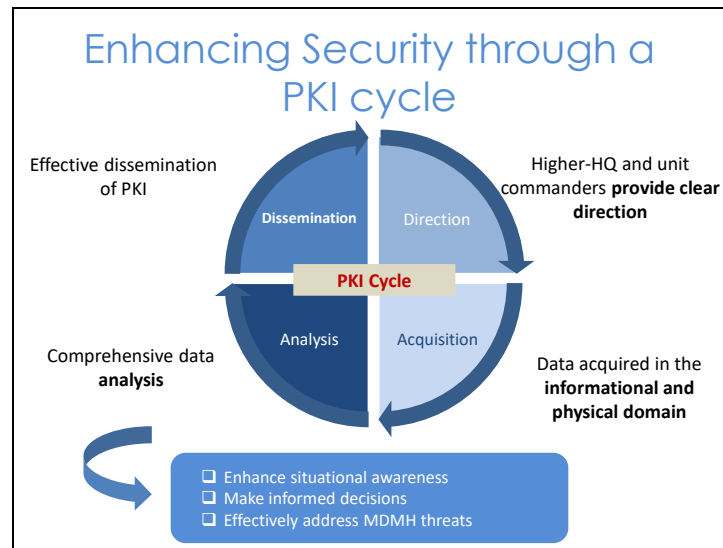 Enhancing Security through a
PKI cycle
Effective dissemination
of PKI
Dissemination
Direction
Higher-HQ and unit
commanders provide clear
direction
PKI Cycle
Analysis
Acquisition
Comprehensive data
analysis
Data acquired in the
informational and
physical domain
❑ Enhance situational awareness
❑ Make informed decisions
❑ Effectively address MDMH threats